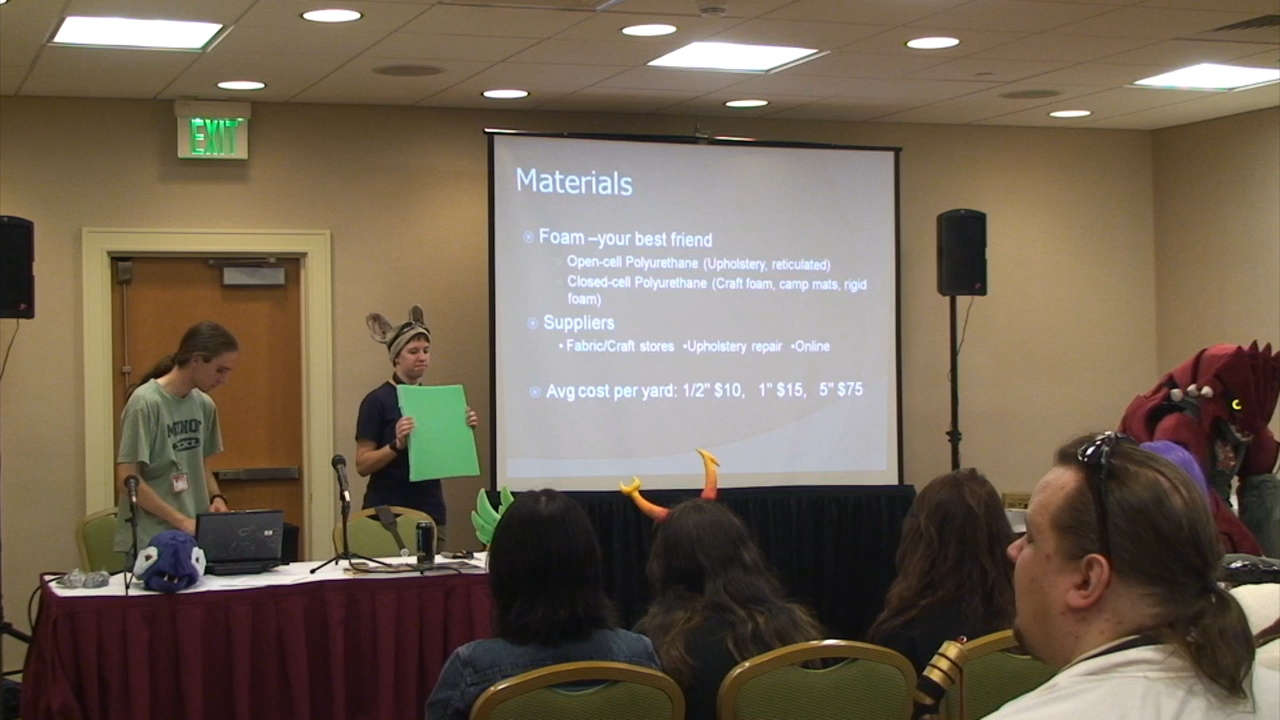 EXIT
Materials
Foam –your best friend
Open-cell Polyurethane (Upholstery, reticulated)
Closed-cell Polyurethane (Craft foam, camp mats, rigid
foam)
Suppliers
•Fabric/Craft stores •Upholstery repair •Online
Avg cost per yard: 1/2" $10, 1" $15, 5" $75